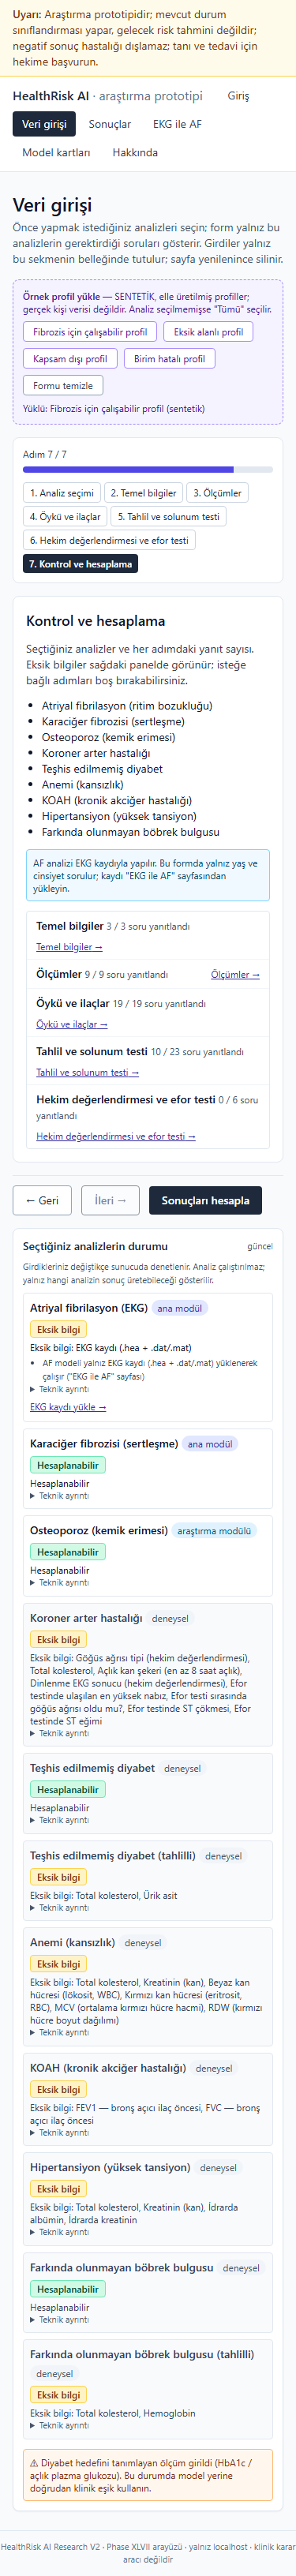 Uyarı: Araştırma prototipidir; mevcut durum
sınıflandırması yapar, gelecek risk tahmini değildir;
negatif sonuç hastalığı dışlamaz; tanı ve tedavi için
hekime başvurun.
HealthRisk AI · araştırma prototipi
Giriş
Veri girişi
Sonuçlar
EKG ile AF
Model kartları
Hakkında
Veri girişi
Önce yapmak istediğiniz analizleri seçin; form yalnız bu
analizlerin gerektirdiği soruları gösterir. Girdiler yalnız
bu sekmenin belleğinde tutulur; sayfa yenilenince silinir.
Örnek profil yükle — SENTETİK, elle üretilmiş profiller;
gerçek kişi verisi değildir. Analiz seçilmemişse "Tümü" seçilir.
Fibrozis için çalışabilir profil
Eksik alanlı profil
Kapsam dışı profil
Birim hatalı profil
Formu temizle
Yüklü: Fibrozis için çalışabilir profil (sentetik)
Adım 7 / 7
1. Analiz seçimi
2. Temel bilgiler
3. Ölçümler
4. Öykü ve ilaçlar
5. Tahlil ve solunum testi
6. Hekim değerlendirmesi ve efor testi
7. Kontrol ve hesaplama
Kontrol ve hesaplama
Seçtiğiniz analizler ve her adımdaki yanıt sayısı.
Eksik bilgiler sağdaki panelde görünür; isteğe
bağlı adımları boş bırakabilirsiniz.
• Atriyal fibrilasyon (ritim bozukluğu)
• Karaciğer fibrozisi (sertleşme)
• Osteoporoz (kemik erimesi)
• Koroner arter hastalığı
• Teşhis edilmemiş diyabet
• Anemi (kansızlık)
• KOAH (kronik akciğer hastalığı)
• Hipertansiyon (yüksek tansiyon)
• Farkında olunmayan böbrek bulgusu
AF analizi EKG kaydıyla yapılır. Bu formda yalnız yaş ve
cinsiyet sorulur; kaydı "EKG ile AF" sayfasından
yükleyin.
Temel bilgiler 3 / 3 soru yanıtlandı
Temel bilgiler →
Ölçümler 9 / 9 soru yanıtlandı
Ölçümler →
Öykü ve ilaçlar 19 / 19 soru yanıtlandı
Öykü ve ilaçlar →
Tahlil ve solunum testi 10 / 23 soru yanıtlandı
Tahlil ve solunum testi →
Hekim değerlendirmesi ve efor testi 0 / 6 soru
yanıtlandı
Hekim değerlendirmesi ve efor testi →
← Geri
İleri →
Sonuçları hesapla
Seçtiğiniz analizlerin durumu
güncel
Girdikleriniz değiştikçe sunucuda denetlenir. Analiz çalıştırılmaz;
yalnız hangi analizin sonuç üretebileceği gösterilir.
Atriyal fibrilasyon (EKG) ana modül
Eksik bilgi
Eksik bilgi: EKG kaydı (.hea + .dat/.mat)
• AF modeli yalnız EKG kaydı (.hea + .dat/.mat) yüklenerek
çalışır ("EKG ile AF" sayfası)
▶ Teknik ayrıntı
EKG kaydı yükle →
Karaciğer fibrozisi (sertleşme) ana modül
Hesaplanabilir
Hesaplanabilir
▶ Teknik ayrıntı
Osteoporoz (kemik erimesi) araştırma modülü
Hesaplanabilir
Hesaplanabilir
▶ Teknik ayrıntı
Koroner arter hastalığı deneysel
Eksik bilgi
Eksik bilgi: Göğüs ağrısı tipi (hekim değerlendirmesi),
Total kolesterol, Açlık kan şekeri (en az 8 saat açlık),
Dinlenme EKG sonucu (hekim değerlendirmesi), Efor
testinde ulaşılan en yüksek nabız, Efor testi sırasında
göğüs ağrısı oldu mu?, Efor testinde ST çökmesi, Efor
testinde ST eğimi
▶ Teknik ayrıntı
Teşhis edilmemiş diyabet deneysel
Hesaplanabilir
Hesaplanabilir
▶ Teknik ayrıntı
Teşhis edilmemiş diyabet (tahlilli) deneysel
Eksik bilgi
Eksik bilgi: Total kolesterol, Ürik asit
▶ Teknik ayrıntı
Anemi (kansızlık) deneysel
Eksik bilgi
Eksik bilgi: Total kolesterol, Kreatinin (kan), Beyaz kan
hücresi (lökosit, WBC), Kırmızı kan hücresi (eritrosit,
RBC), MCV (ortalama kırmızı hücre hacmi), RDW (kırmızı
hücre boyut dağılımı)
▶ Teknik ayrıntı
KOAH (kronik akciğer hastalığı) deneysel
Eksik bilgi
Eksik bilgi: FEV1 — bronş açıcı ilaç öncesi, FVC — bronş
açıcı ilaç öncesi
▶ Teknik ayrıntı
Hipertansiyon (yüksek tansiyon) deneysel
Eksik bilgi
Eksik bilgi: Total kolesterol, Kreatinin (kan), İdrarda
albümin, İdrarda kreatinin
▶ Teknik ayrıntı
Farkında olunmayan böbrek bulgusu deneysel
Hesaplanabilir
Hesaplanabilir
▶ Teknik ayrıntı
Farkında olunmayan böbrek bulgusu (tahlilli)
deneysel
Eksik bilgi
Eksik bilgi: Total kolesterol, Hemoglobin
▶ Teknik ayrıntı
⚠ Diyabet hedefini tanımlayan ölçüm girildi (HbA1c /
açlık plazma glukozu). Bu durumda model yerine
doğrudan klinik eşik kullanın.
HealthRisk AI Research V2 · Phase XLVII arayüzü · yalnız localhost · klinik karar
aracı değildir